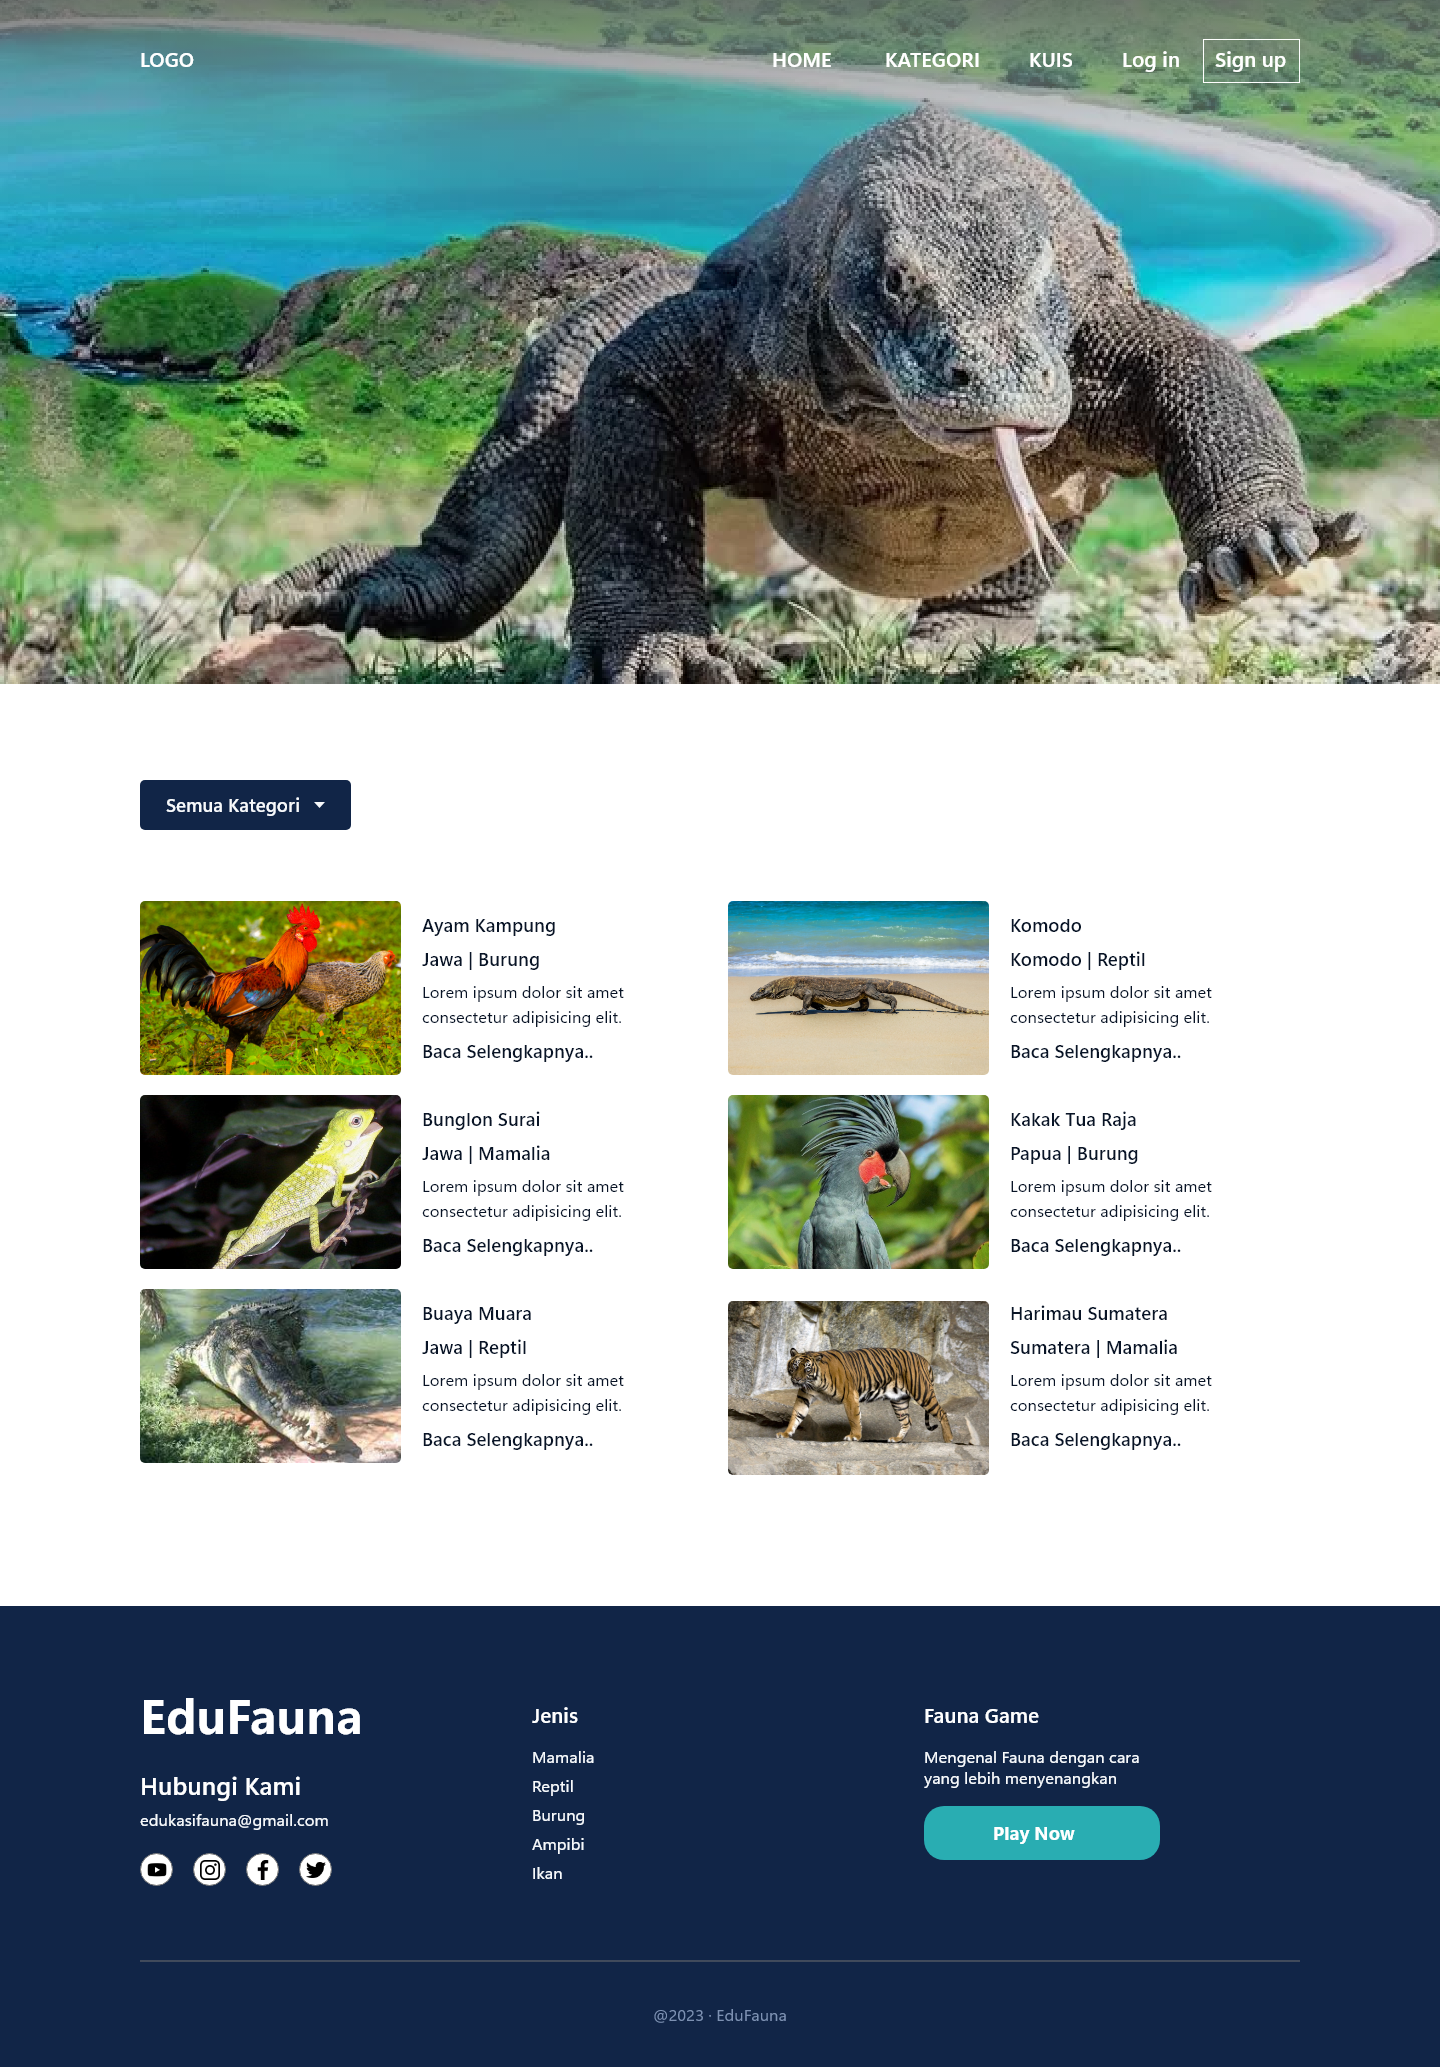 LOGO
HOME
KATEGORI
KUIS
Log in
Sign up
Semua Kategori
Ayam Kampung
Jawa | Burung
Lorem ipsum dolor sit amet
consectetur adipisicing elit.
Baca Selengkapnya..
Komodo
Komodo | Reptil
Lorem ipsum dolor sit amet
consectetur adipisicing elit.
Baca Selengkapnya..
Bunglon Surai
Jawa | Mamalia
Lorem ipsum dolor sit amet
consectetur adipisicing elit.
Baca Selengkapnya..
Kakak Tua Raja
Papua | Burung
Lorem ipsum dolor sit amet
consectetur adipisicing elit.
Baca Selengkapnya..
Buaya Muara
Jawa | Reptil
Lorem ipsum dolor sit amet
consectetur adipisicing elit.
Baca Selengkapnya..
Harimau Sumatera
Sumatera | Mamalia
Lorem ipsum dolor sit amet
consectetur adipisicing elit.
Baca Selengkapnya..
EduFauna
Hubungi Kami
edukasifauna@gmail.com
Jenis
Mamalia
Reptil
Burung
Ampibi
Ikan
Fauna Game
Mengenal Fauna dengan cara
yang lebih menyenangkan
Play Now
@2023 · EduFauna